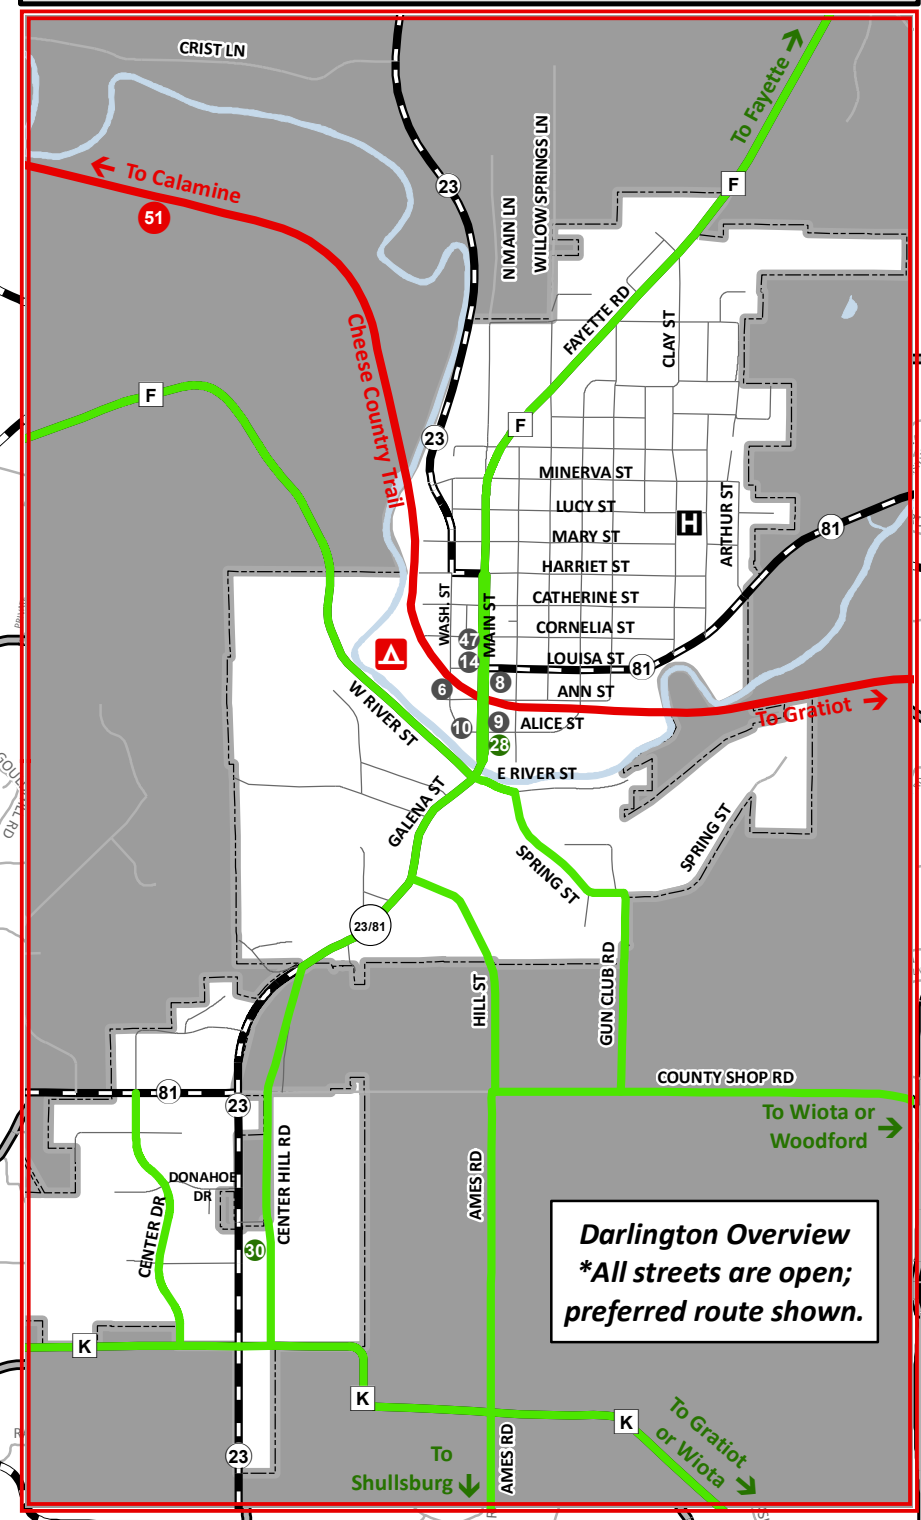 CRIST LN
To Fayette
To Calamine
51
23
F
N MAIN LN
WILLOW SPRINGS LN
FAYETTE RD
CLAY ST
Cheese Country Trail
F
23
F
MINERVA ST
LUCY ST
H
ARTHUR ST
81
MARY ST
HARRIET ST
CATHERINE ST
WASH. ST
MAIN ST
CORNELIA ST
47
14
LOUISA ST
81
6
8
ANN ST
W RIVER ST
To Gratiot
10
9
ALICE ST
28
E RIVER ST
GALENA ST
SPRING ST
SPRING ST
23/81
HILL ST
GUN CLUB RD
81
23
COUNTY SHOP RD
To Wiota or
Woodford
CENTER HILL RD
AMES RD
DONAHOE
DR
CENTER DR
30
Darlington Overview
*All streets are open;
preferred route shown.
K
K
K
To Gratiot
or Wiota
23
To
Shullsburg
AMES RD